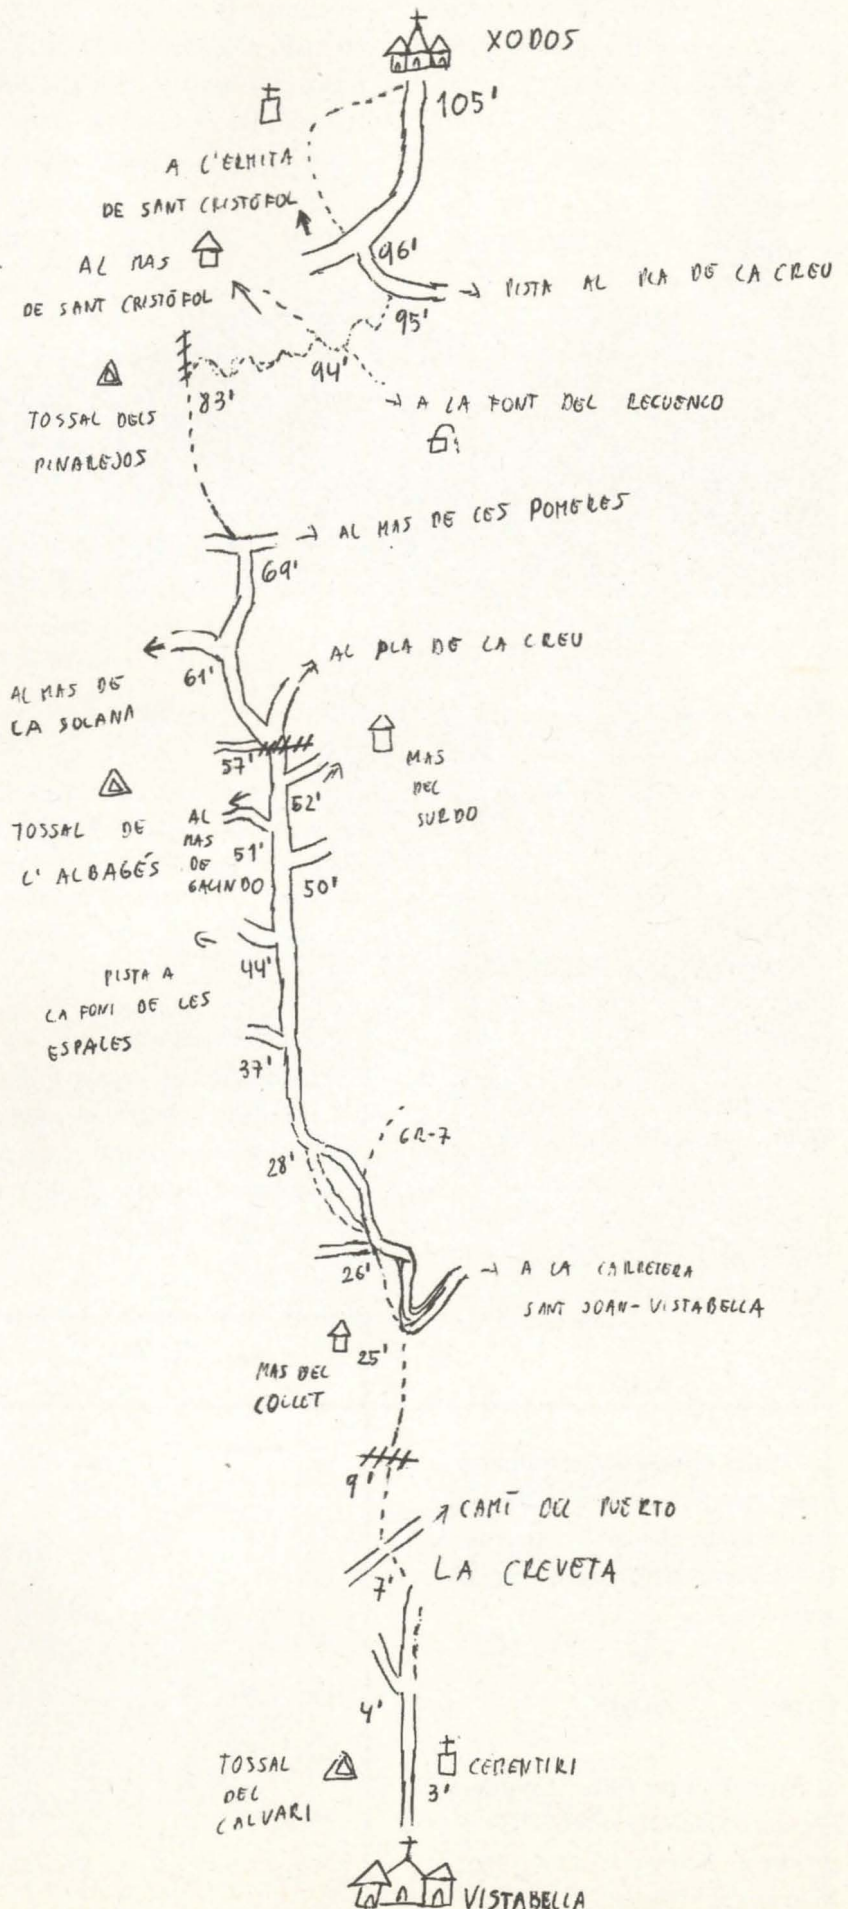 XODOS
105'
A L'ERMITA
DE SANT CRISTÒFOL
96'
AL MAS
DE SANT CRISTÒFOL
PISTA AL PLA DE LA CREU
95'
94'
83'
A LA FONT DEL RECUENCO
TOSSAL DELS
PINAREJOS
AL MAS DE LES POMERES
69'
AL PLA DE LA CREU
61'
AL MAS DE
LA SOLANA
57'
MAS
DEL
SURDO
52'
TOSSAL DE
L'ALBAGÉS
AL
MAS
DE
GALINDO
51'
50'
44'
PISTA A
LA FONT DE LES
ESPALES
37'
GR-7
28'
26'
A LA CARRETERA
SANT JOAN-VISTABELLA
25'
MAS DEL
COLLET
9'
CAMÍ DEL PUERTO
7'
LA CREVETA
4'
TOSSAL
DEL
CALVARI
CEMENTIRI
3'
VISTABELLA